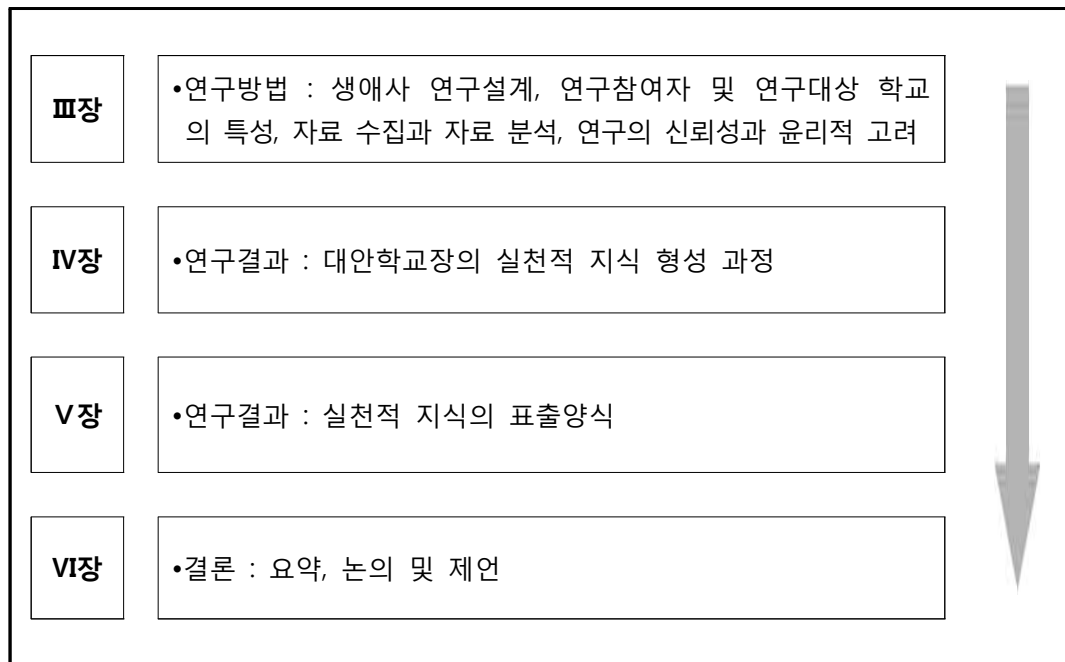 Ⅲ장
•연구방법 : 생애사 연구설계, 연구참여자 및 연구대상 학교
의 특성, 자료 수집과 자료 분석, 연구의 신뢰성과 윤리적 고려
Ⅳ장
•연구결과 : 대안학교장의 실천적 지식 형성 과정
Ⅴ장
•연구결과 : 실천적 지식의 표출양식
Ⅵ장
•결론 : 요약, 논의 및 제언